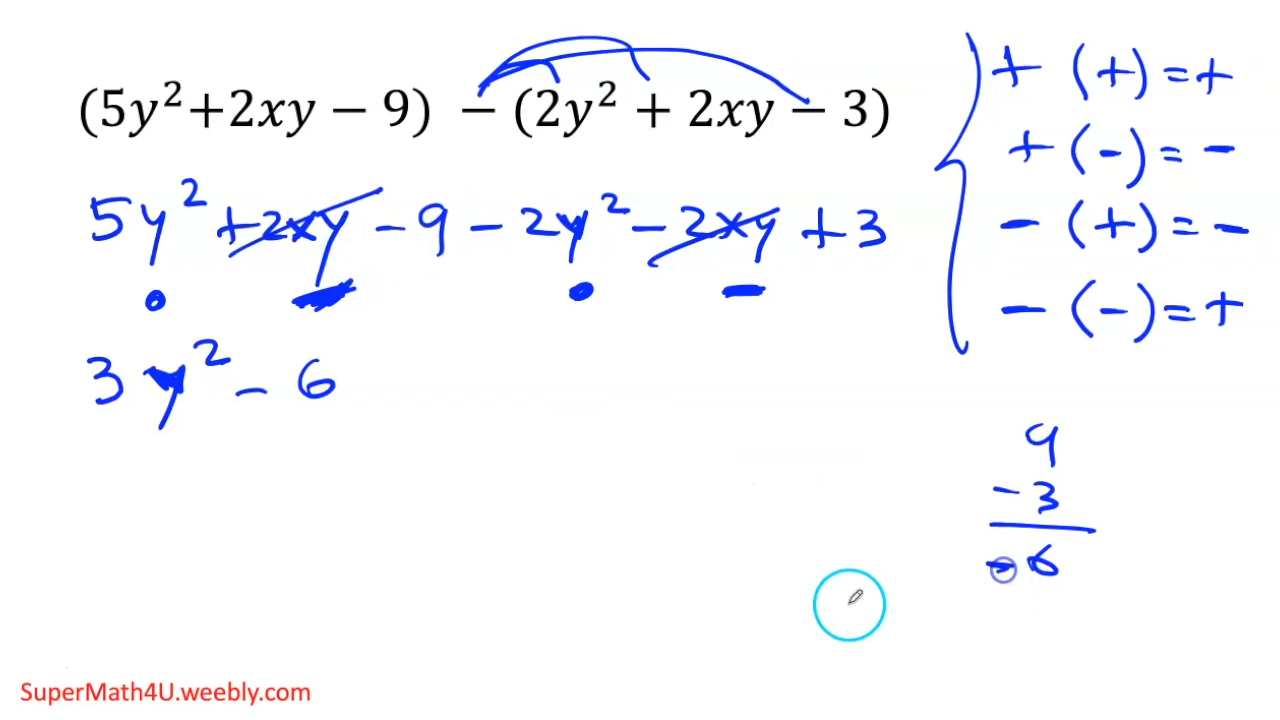 (5y²+2xy − 9) − (2y² + 2xy − 3)
5y² +2xy - 9 - 2y² - 2xy + 3
3y² - 6
+ (+) = +
+ (-) = -
- (+) = -
- (-) = +
9
- 3
- 6
SuperMath4U.weebly.com